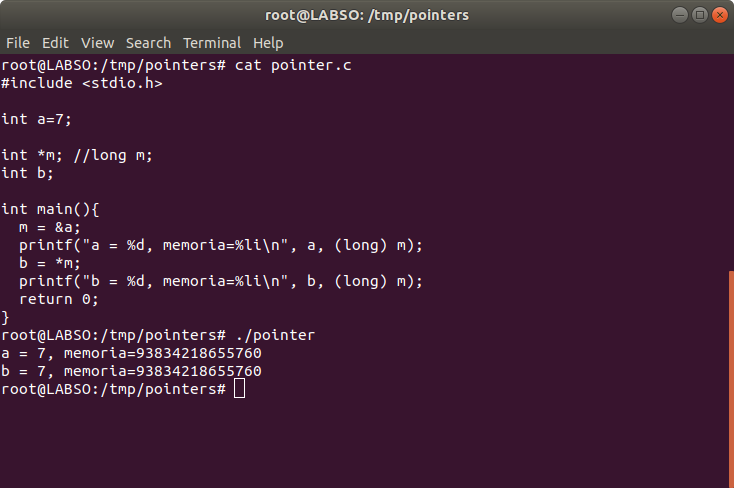 root@LABSO: /tmp/pointers
File Edit View Search Terminal Help
root@LABSO:/tmp/pointers# cat pointer.c
#include <stdio.h>
int a=7;
int *m; //long m;
int b;
int main(){
  m = &a;
  printf("a = %d, memoria=%li\n", a, (long) m);
  b = *m;
  printf("b = %d, memoria=%li\n", b, (long) m);
  return 0;
}
root@LABSO:/tmp/pointers# ./pointer
a = 7, memoria=93834218655760
b = 7, memoria=93834218655760
root@LABSO:/tmp/pointers#